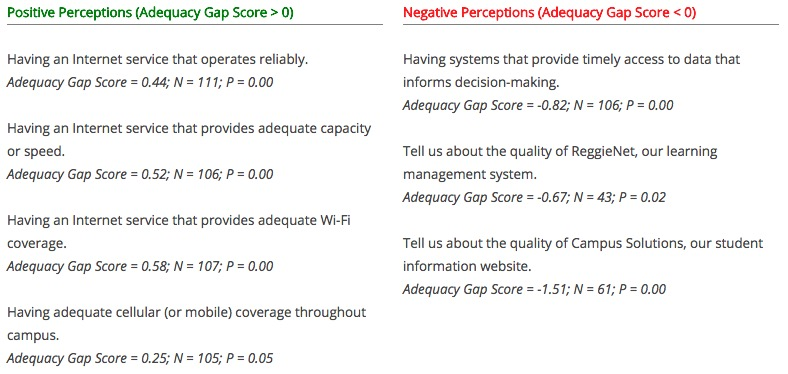 Positive Perceptions (Adequacy Gap Score > 0)
Having an Internet service that operates reliably.
Adequacy Gap Score = 0.44; N = 111; P = 0.00
Having an Internet service that provides adequate capacity
or speed.
Adequacy Gap Score = 0.52; N = 106; P = 0.00
Having an Internet service that provides adequate Wi-Fi
coverage.
Adequacy Gap Score = 0.58; N = 107; P = 0.00
Having adequate cellular (or mobile) coverage throughout
campus.
Adequacy Gap Score = 0.25; N = 105; P = 0.05
Negative Perceptions (Adequacy Gap Score < 0)
Having systems that provide timely access to data that
informs decision-making.
Adequacy Gap Score = -0.82; N = 106; P = 0.00
Tell us about the quality of ReggieNet, our learning
management system.
Adequacy Gap Score = -0.67; N = 43; P = 0.02
Tell us about the quality of Campus Solutions, our student
information website.
Adequacy Gap Score = -1.51; N = 61; P = 0.00